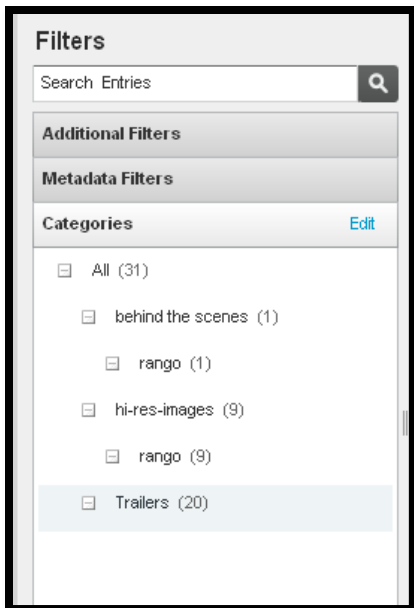 Filters
Search Entries
Additional Filters
Metadata Filters
Categories Edit
All (31)
behind the scenes (1)
rango (1)
hi-res-images (9)
rango (9)
Trailers (20)